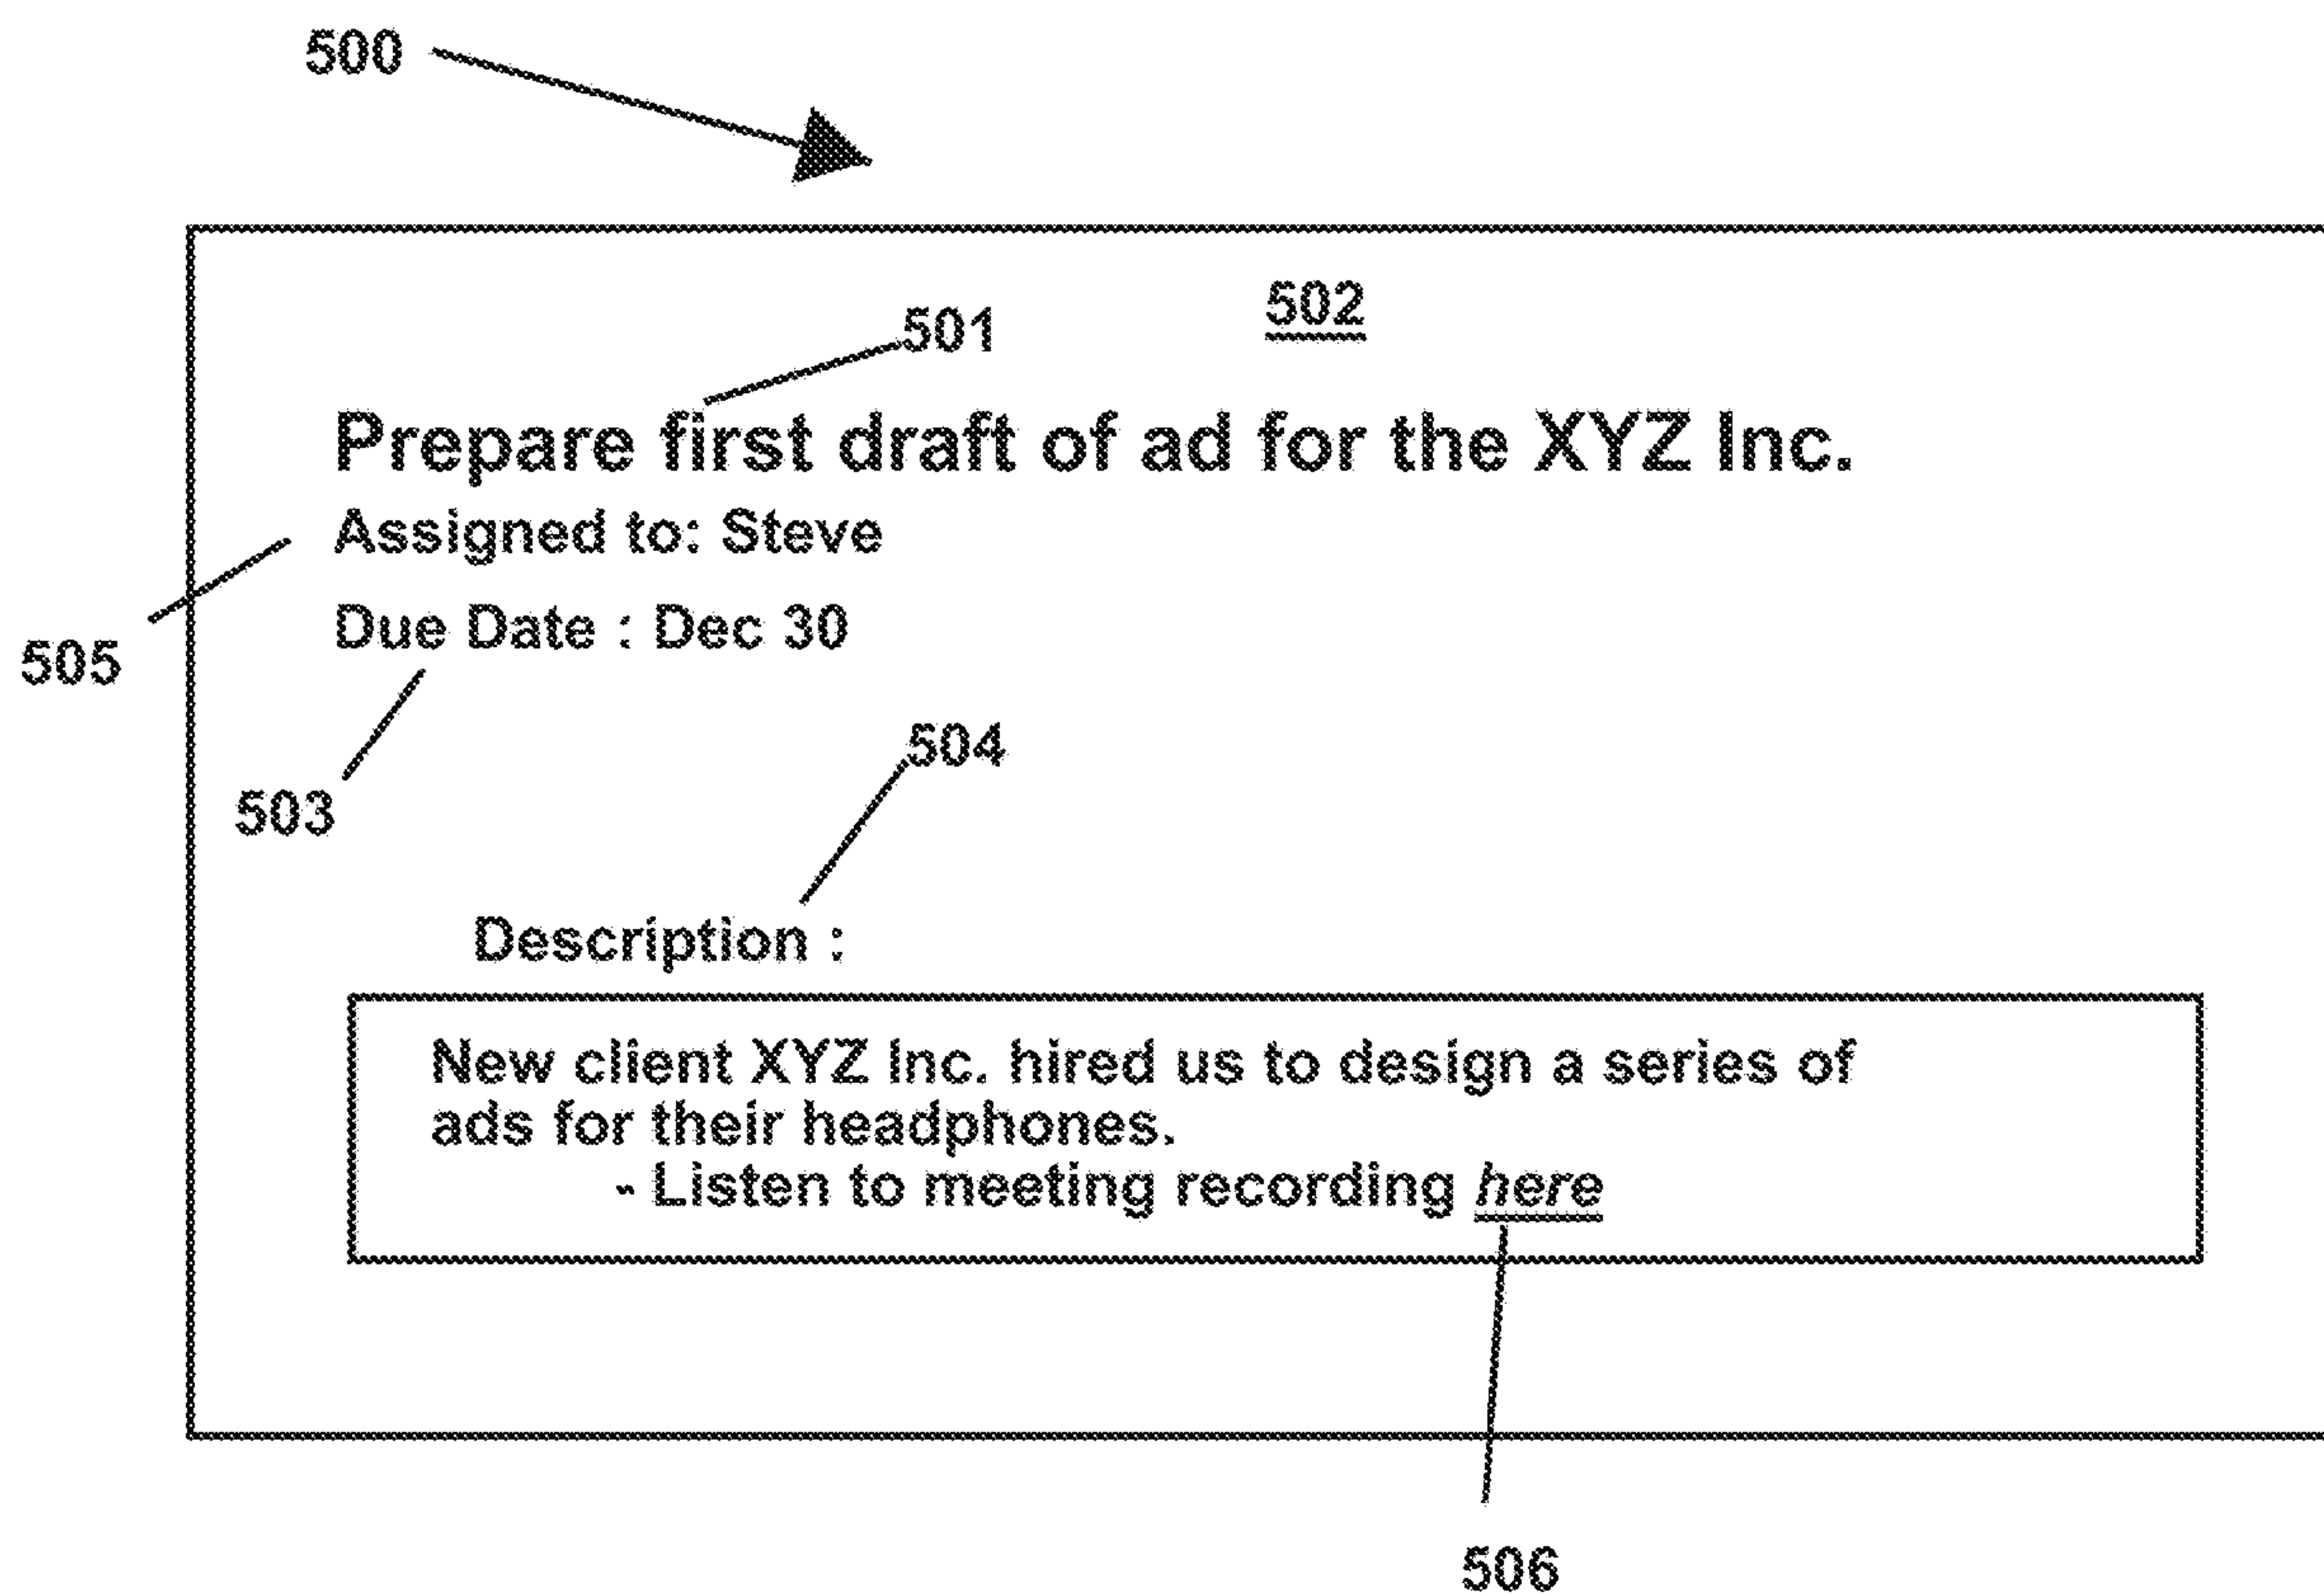 500
502
501
Prepare first draft of ad for the XYZ Inc.
Assigned to: Steve
Due Date : Dec 30
505
504
503
Description :
New client XYZ Inc. hired us to design a series of
ads for their headphones.
- Listen to meeting recording here
506